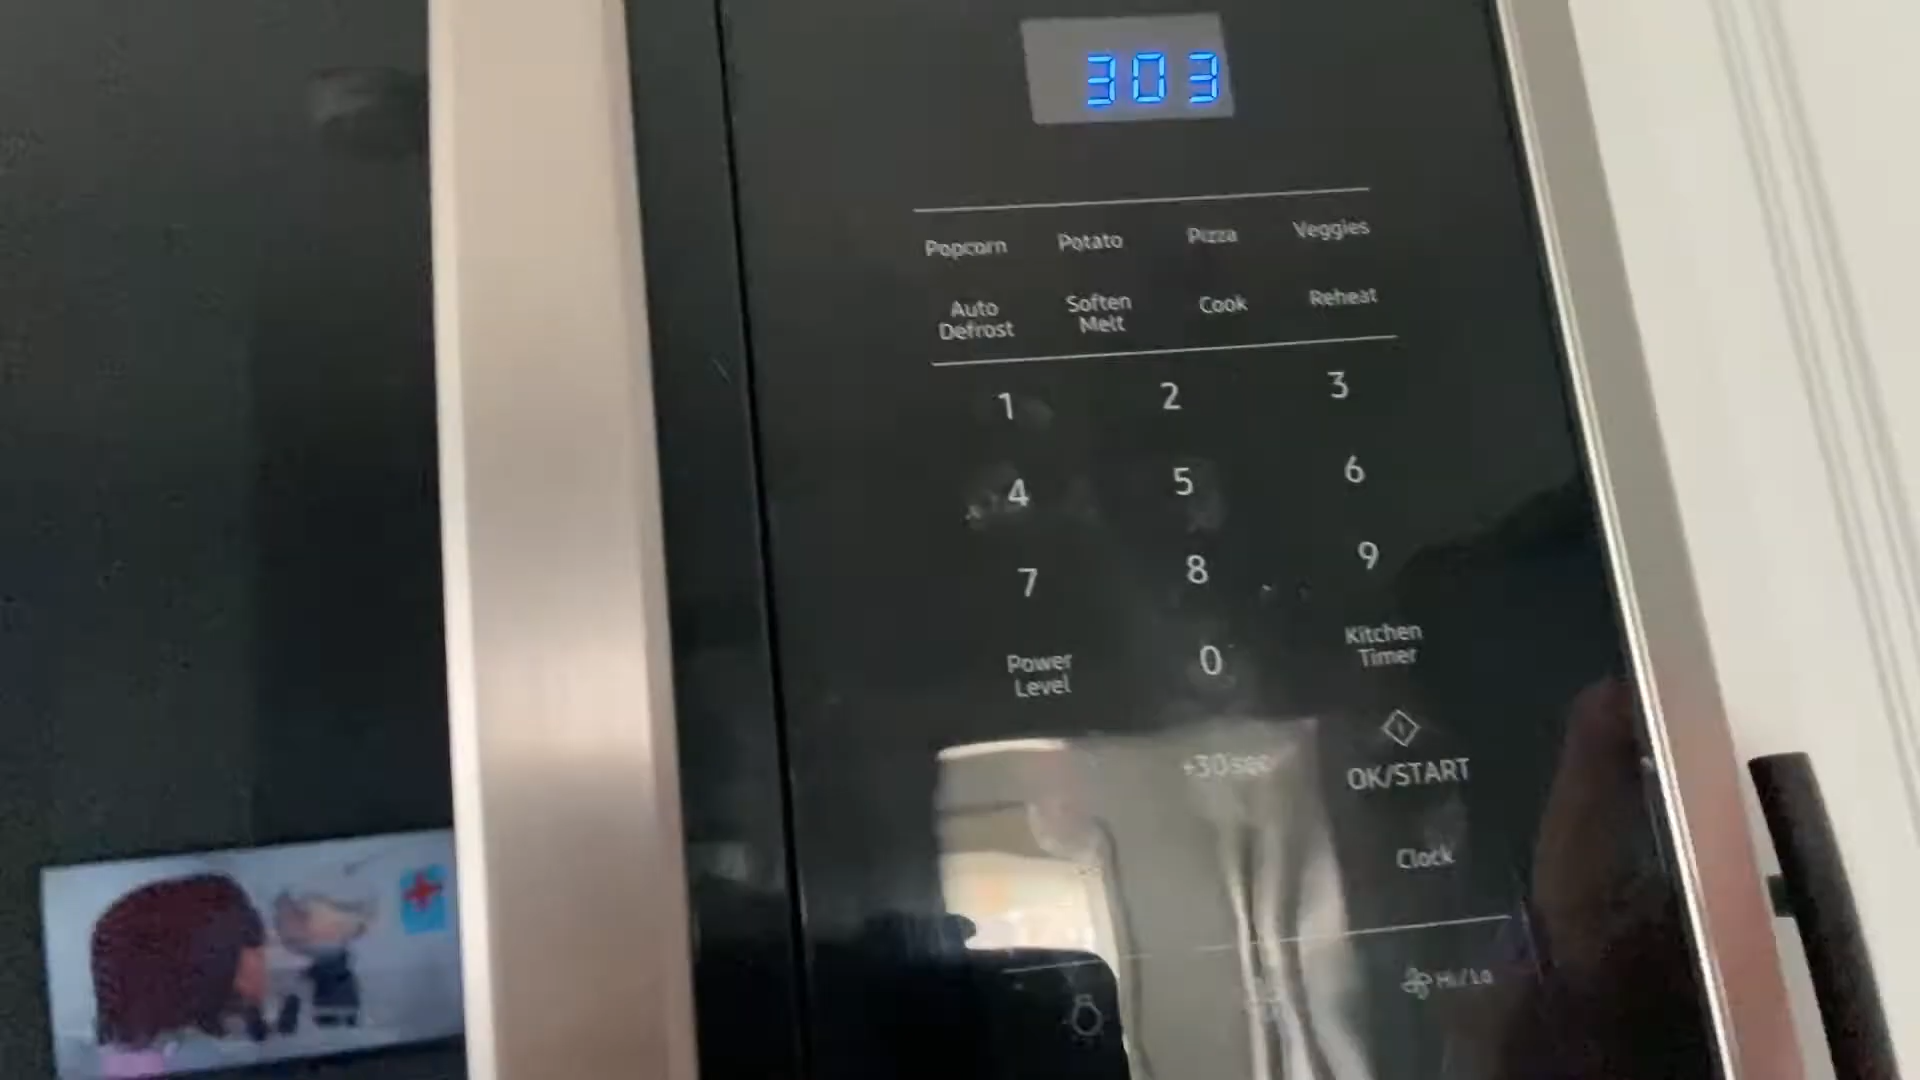 303
Popcorn Potato Pizza Veggies
Auto Defrost Soften Melt Cook Reheat
1 2 3
4 5 6
7 8 9
Power Level 0 Kitchen Timer
+30sec OK/START
Clock
Hi/Lo